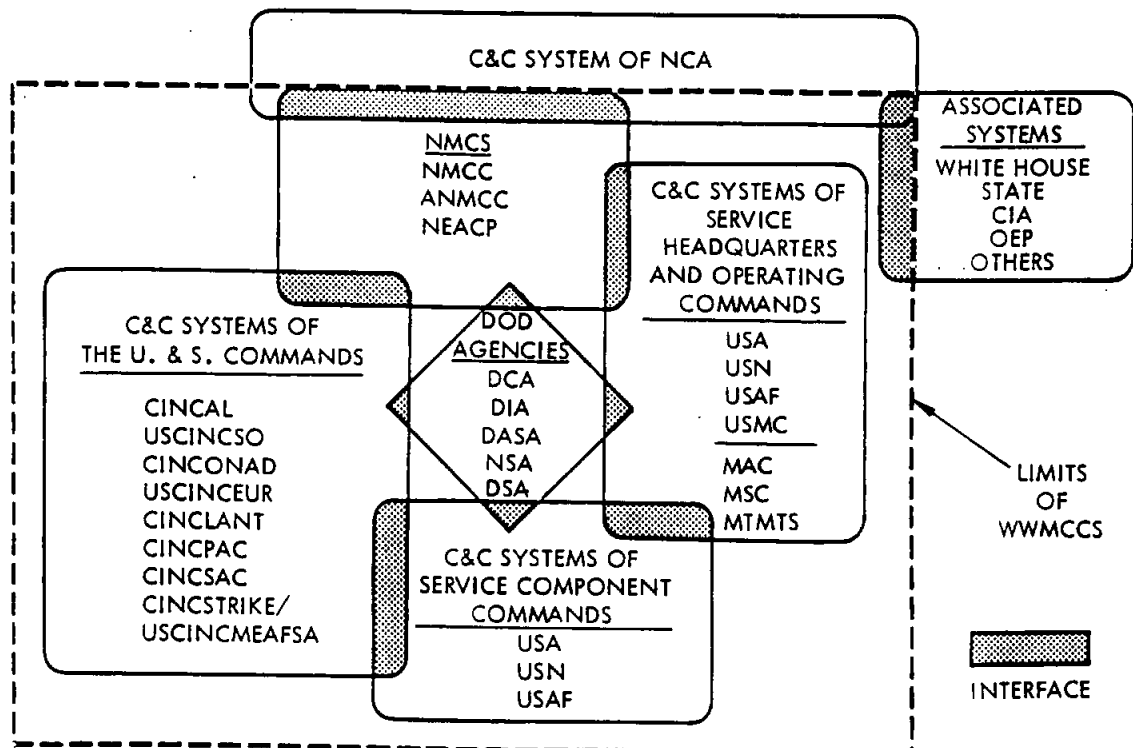 C&C SYSTEM OF NCA
NMCS
NMCC
ANMCC
NEACP
ASSOCIATED
SYSTEMS
WHITE HOUSE
STATE
CIA
OEP
OTHERS
C&C SYSTEMS OF
SERVICE
HEADQUARTERS
AND OPERATING
COMMANDS
USA
USN
USAF
USMC
MAC
MSC
MTMTS
C&C SYSTEMS OF
THE U. & S. COMMANDS
CINCAL
USCINCSO
CINCONAD
USCINCEUR
CINCLANT
CINCPAC
CINCSAC
CINCSTRIKE/
USCINCMEAFSA
DOD
AGENCIES
DCA
DIA
DASA
NSA
DSA
C&C SYSTEMS OF
SERVICE COMPONENT
COMMANDS
USA
USN
USAF
LIMITS
OF
WWMCCS
INTERFACE